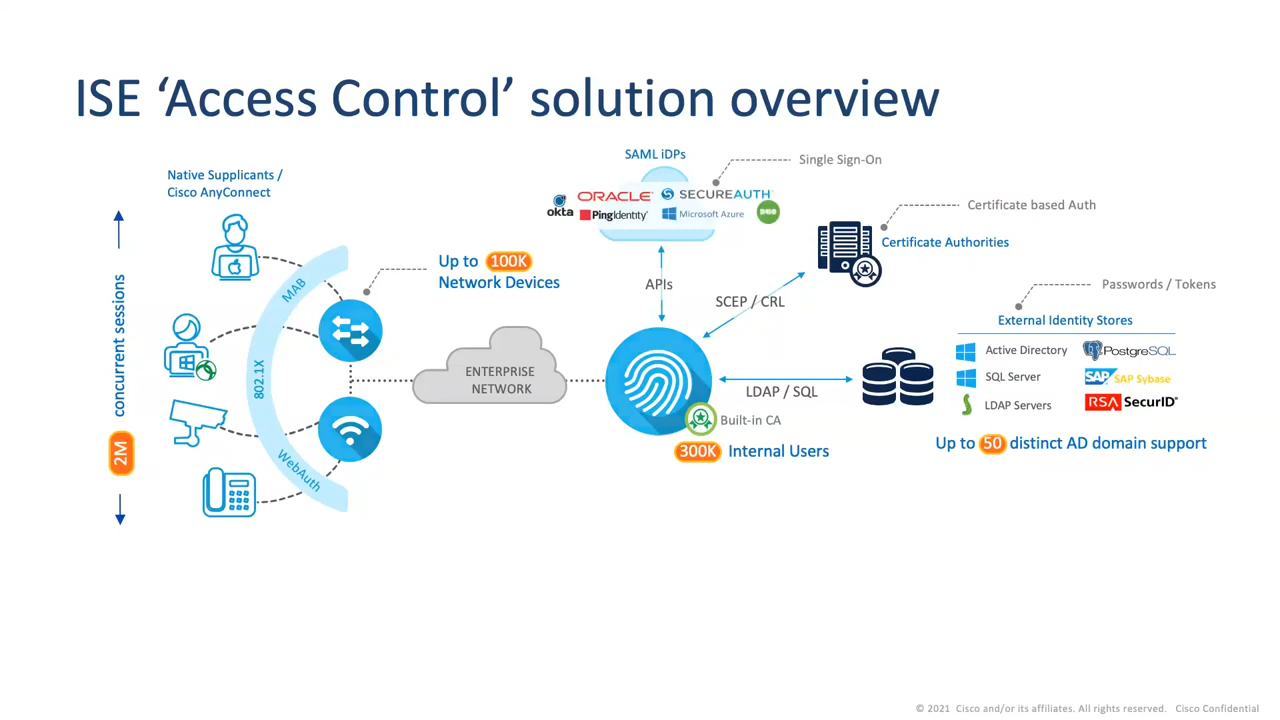 ISE ‘Access Control’ solution overview
Native Supplicants /
Cisco AnyConnect
concurrent sessions
2M
MAB
802.1X
WebAuth
Up to 100K
Network Devices
ENTERPRISE
NETWORK
SAML iDPs
Single Sign-On
okta
ORACLE
SECUREAUTH
PingIdentity
Microsoft Azure
DUO
APIs
SCEP / CRL
Certificate based Auth
Certificate Authorities
LDAP / SQL
Built-in CA
300K Internal Users
Passwords / Tokens
External Identity Stores
Active Directory
PostgreSQL
SQL Server
SAP SAP Sybase
LDAP Servers
RSA SecurID
Up to 50 distinct AD domain support
© 2021 Cisco and/or its affiliates. All rights reserved. Cisco Confidential